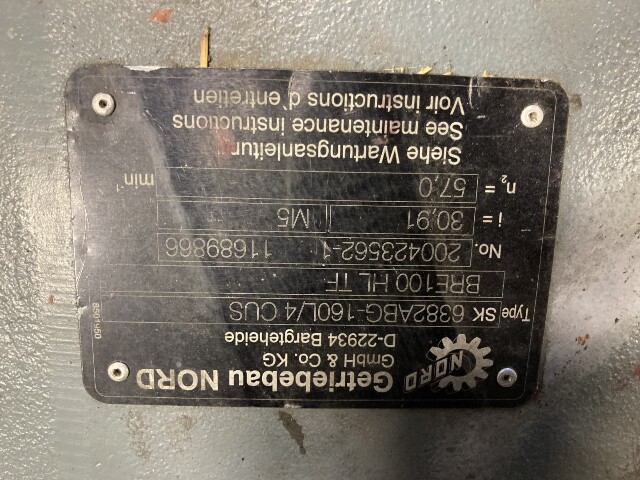 NORD
Getriebebau NORD
GmbH & Co. KG
D-22934 Bargteheide
Type SK 6382ABG-160L/4 CUS
BRE100 HL TF
No. 200423562-1 11689866
i = 30,91 M5
n₂ = 57,0 min⁻¹
Siehe Wartungsanleitung
See maintenance instructions
Voir instructions d'entretien